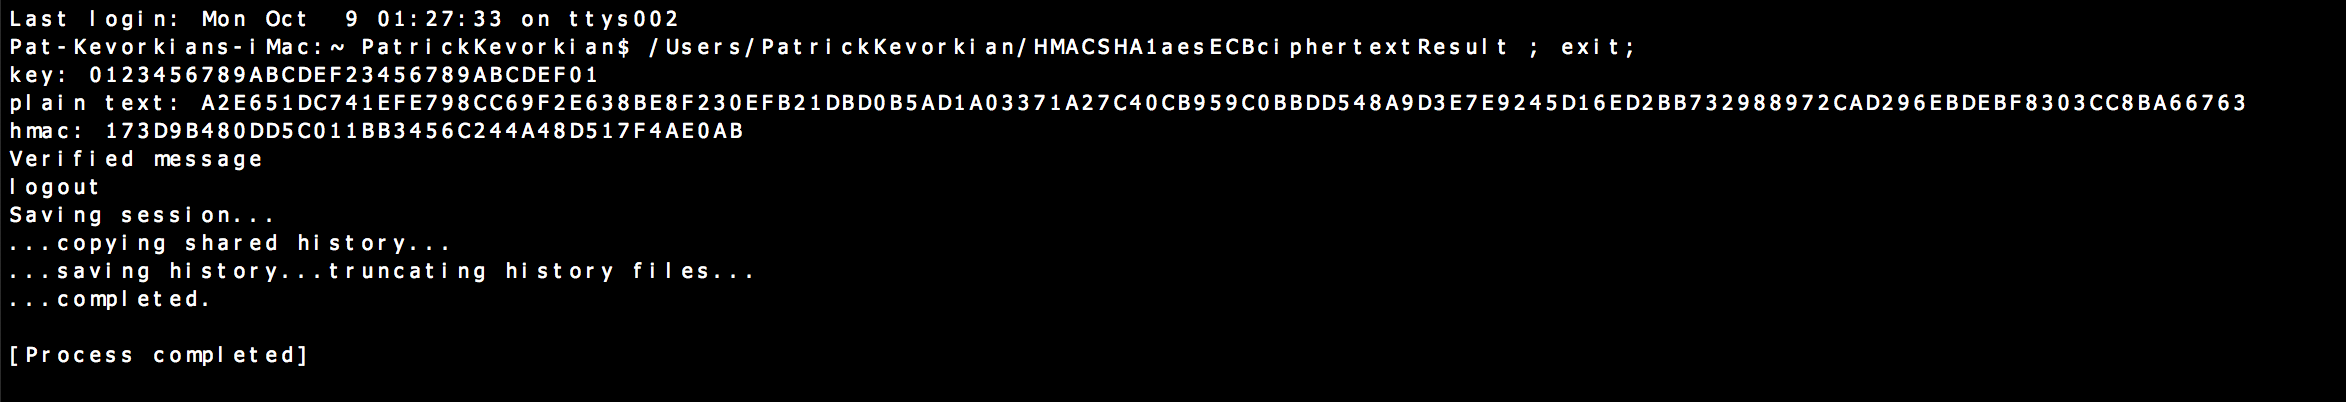 Last login: Mon Oct  9 01:27:33 on ttys002
Pat-Kevorkians-iMac:~ PatrickKevorkian$ /Users/PatrickKevorkian/HMACSHA1aesECBciphertextResult ; exit;
key: 0123456789ABCDEF23456789ABCDEF01
plain text: A2E651DC741EFE798CC69F2E638BE8F230EFB21DBD0B5AD1A03371A27C40CB959C0BBDD548A9D3E7E9245D16ED2BB732988972CAD296EBDEBF8303CC8BA66763
hmac: 173D9B480DD5C011BB3456C244A48D517F4AE0AB
Verified message
logout
Saving session...
...copying shared history...
...saving history...truncating history files...
...completed.
[Process completed]